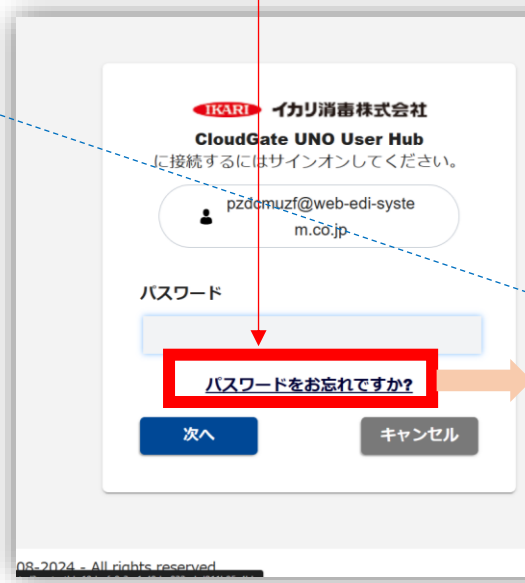 IKARI イカリ消毒株式会社
CloudGate UNO User Hub
に接続するにはサインオンしてください。
pzdcmuzf@web-edi-syste
m.co.jp
パスワード
パスワードをお忘れですか?
次へ
キャンセル
08-2024 - All rights reserved